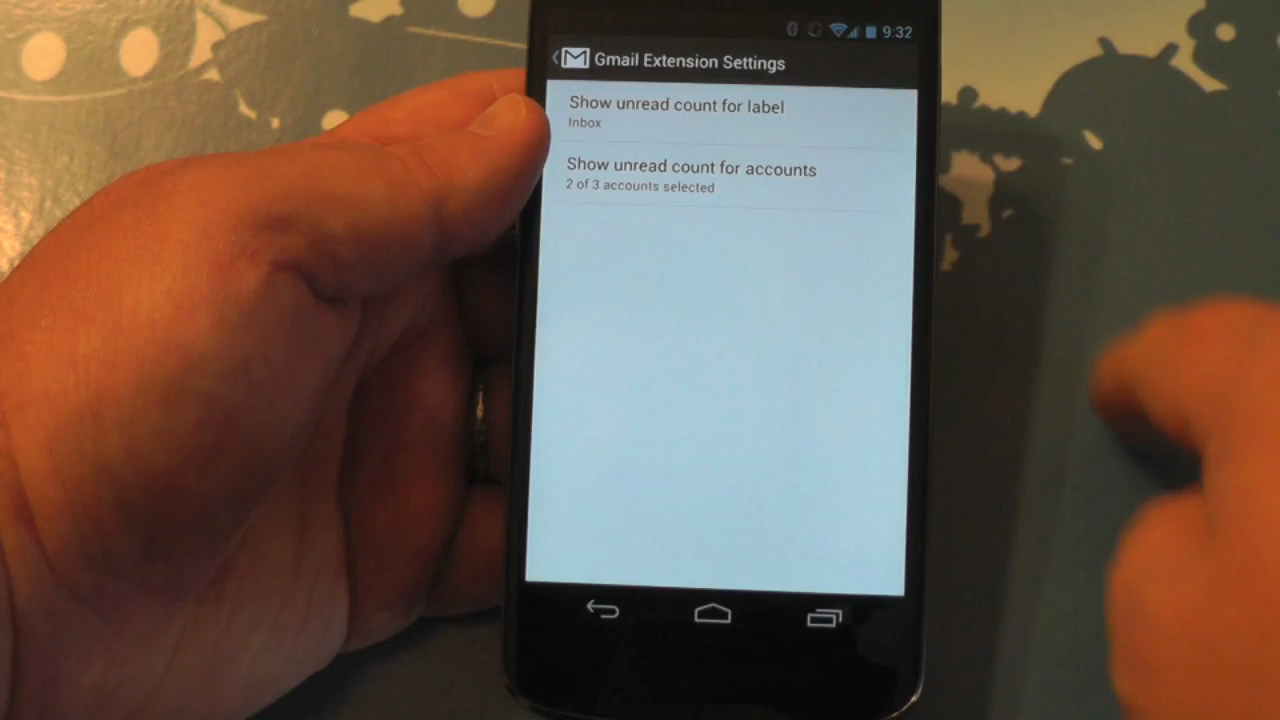 9:32
Gmail Extension Settings
Show unread count for label
Inbox
Show unread count for accounts
2 of 3 accounts selected